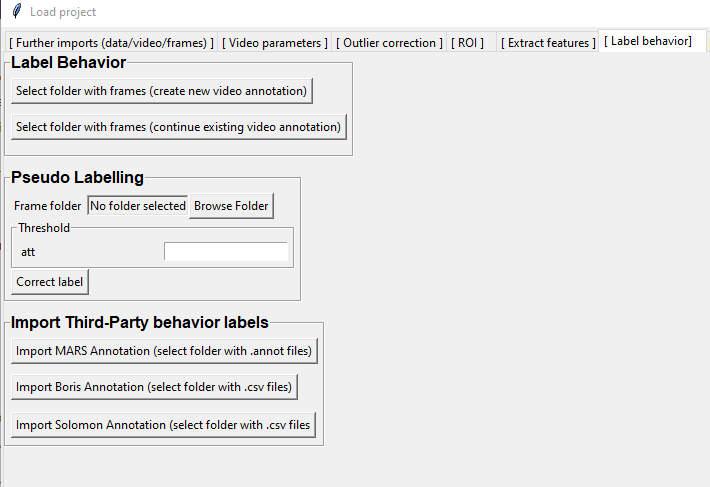 Load project
[ Further imports (data/video/frames) ] [ Video parameters ] [ Outlier correction ] [ ROI ] [ Extract features ] [ Label behavior]
Label Behavior
Select folder with frames (create new video annotation)
Select folder with frames (continue existing video annotation)
Pseudo Labelling
Frame folder No folder selected Browse Folder
Threshold
att
Correct label
Import Third-Party behavior labels
Import MARS Annotation (select folder with .annot files)
Import Boris Annotation (select folder with .csv files)
Import Solomon Annotation (select folder with .csv files